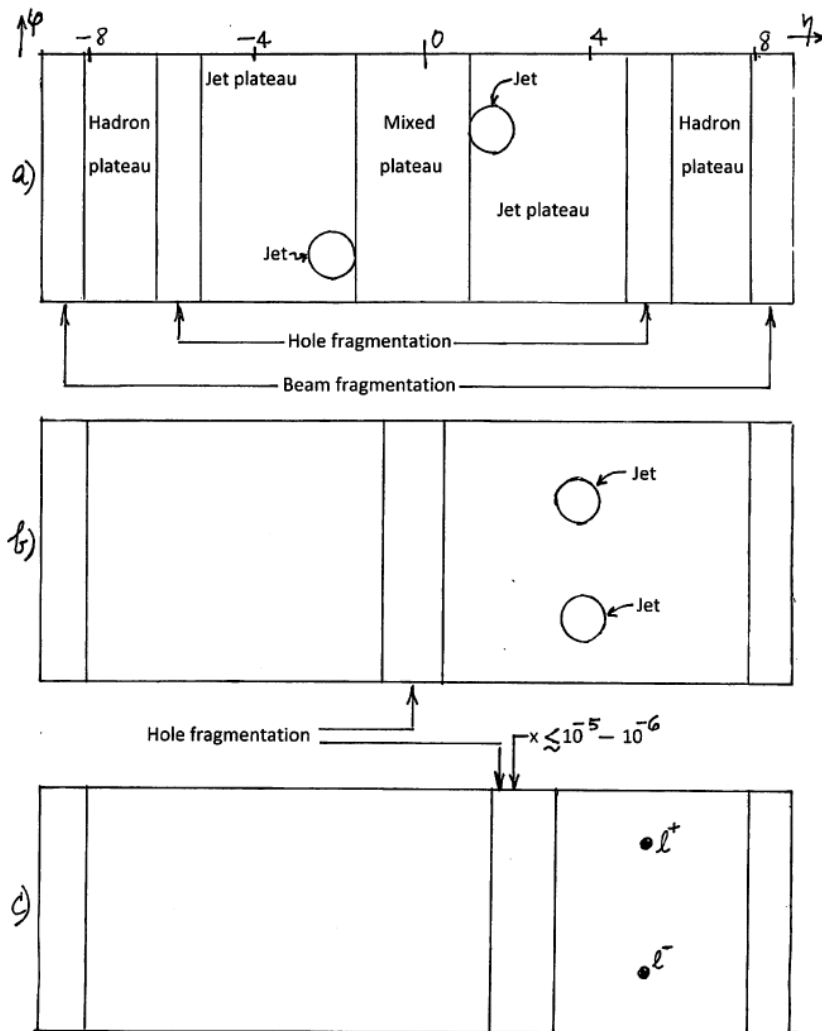 φ
-8 -4 0 4 8 η
a)
Jet plateau
Jet
Hadron
plateau
Mixed
plateau
Hadron
plateau
Jet plateau
Jet
Hole fragmentation
Beam fragmentation
b)
Jet
Jet
Hole fragmentation
x ≲ 10⁻⁵ – 10⁻⁶
c)
ℓ⁺
ℓ⁻